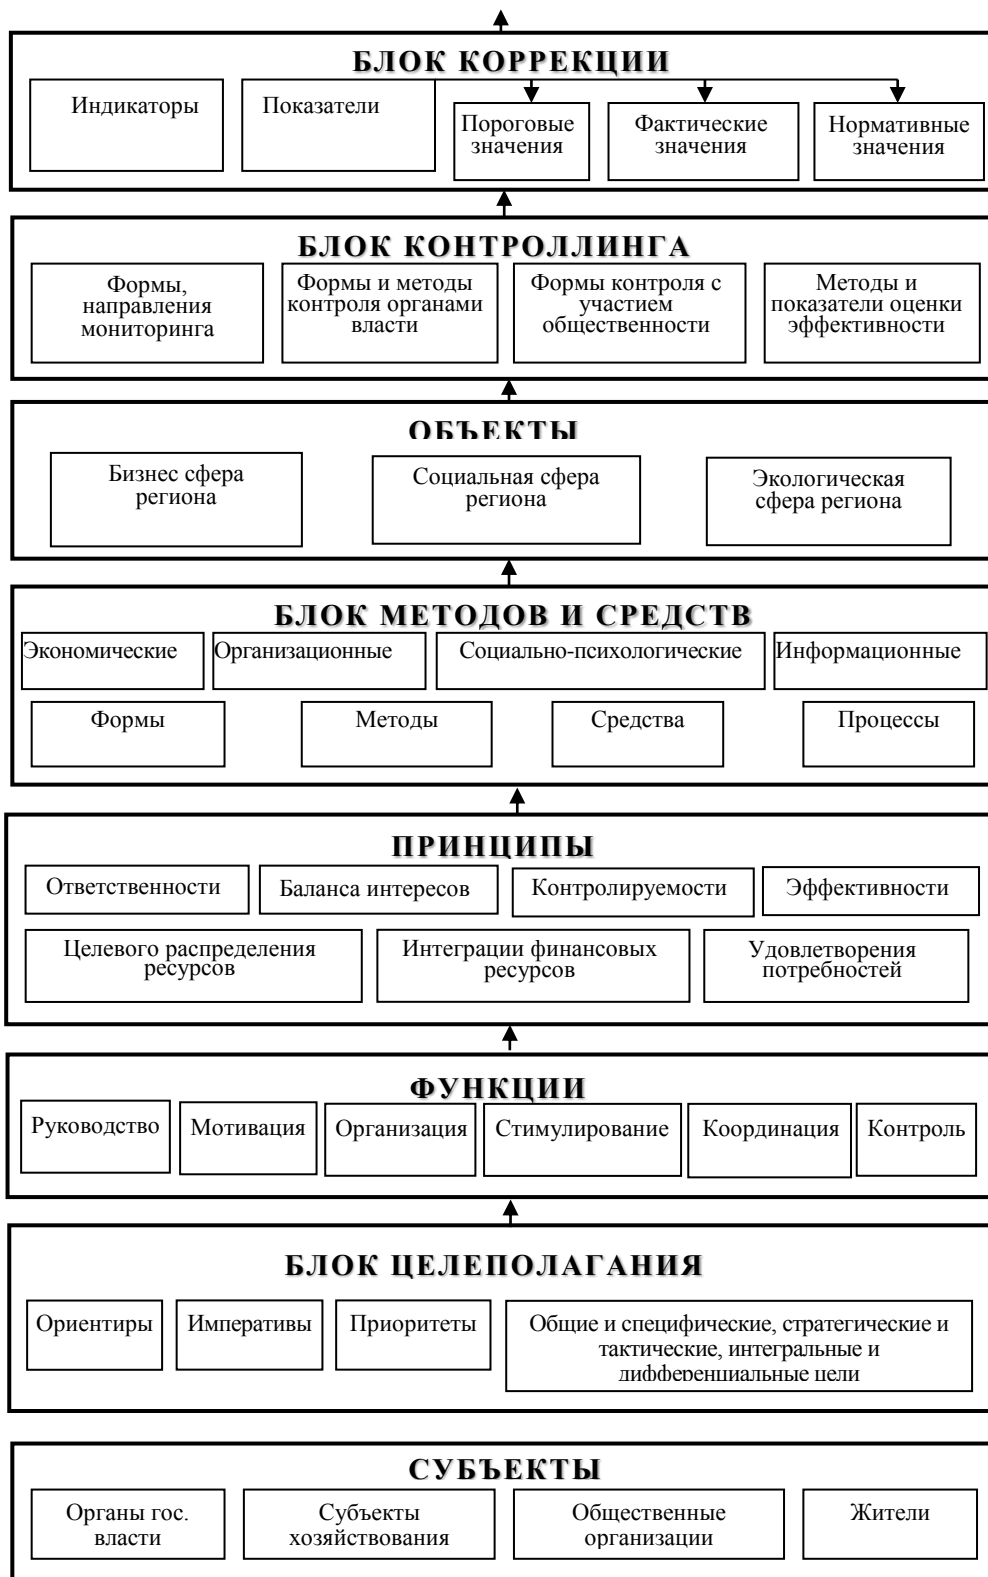 БЛОК КОРРЕКЦИИ
Индикаторы
Показатели
Пороговые
значения
Фактические
значения
Нормативные
значения
БЛОК КОНТРОЛЛИНГА
Формы,
направления
мониторинга
Формы и методы
контроля органами
власти
Формы контроля с
участием
общественности
Методы и
показатели оценки
эффективности
ОБЪЕКТЫ
Бизнес сфера
региона
Социальная сфера
региона
Экологическая
сфера региона
БЛОК МЕТОДОВ И СРЕДСТВ
Экономические
Организационные
Социально-психологические
Информационные
Формы
Методы
Средства
Процессы
ПРИНЦИПЫ
Ответственности
Баланса интересов
Контролируемости
Эффективности
Целевого распределения
ресурсов
Интеграции финансовых
ресурсов
Удовлетворения
потребностей
ФУНКЦИИ
Руководство
Мотивация
Организация
Стимулирование
Координация
Контроль
БЛОК ЦЕЛЕПОЛАГАНИЯ
Ориентиры
Императивы
Приоритеты
Общие и специфические, стратегические и
тактические, интегральные и
дифференциальные цели
СУБЪЕКТЫ
Органы гос.
власти
Субъекты
хозяйствования
Общественные
организации
Жители